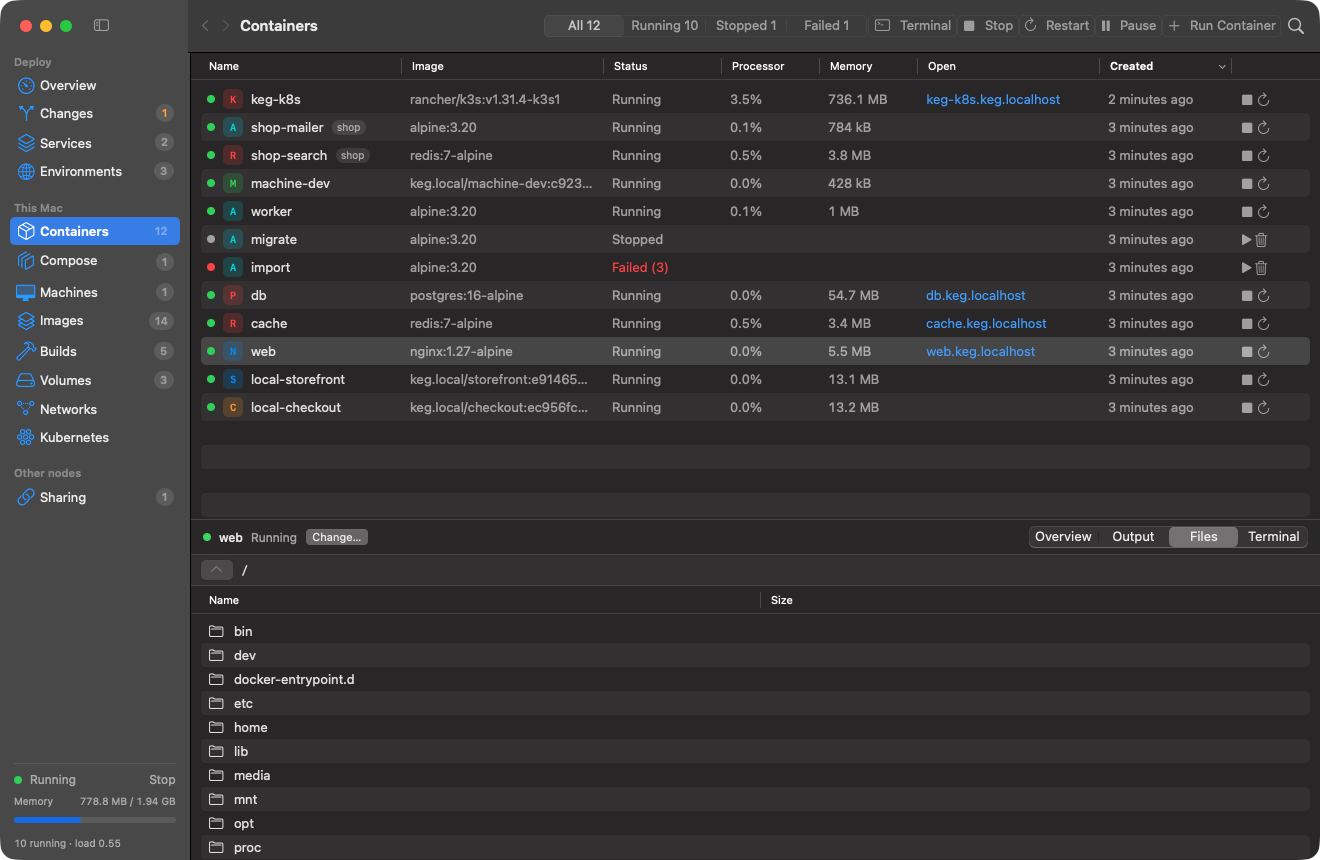 Containers
All 12 Running 10 Stopped 1 Failed 1 Terminal Stop Restart Pause Run Container
Deploy
Overview
Changes 1
Services 2
Environments 3
This Mac
Containers 12
Compose 1
Machines 1
Images 14
Builds 5
Volumes 3
Networks
Kubernetes
Other nodes
Sharing 1
Running Stop
Memory 778.8 MB / 1.94 GB
10 running · load 0.55
Name Image Status Processor Memory Open Created
K keg-k8s rancher/k3s:v1.31.4-k3s1 Running 3.5% 736.1 MB keg-k8s.keg.localhost 2 minutes ago
A shop-mailer shop alpine:3.20 Running 0.1% 784 kB 3 minutes ago
R shop-search shop redis:7-alpine Running 0.5% 3.8 MB 3 minutes ago
M machine-dev keg.local/machine-dev:c923... Running 0.0% 428 kB 3 minutes ago
A worker alpine:3.20 Running 0.1% 1 MB 3 minutes ago
A migrate alpine:3.20 Stopped 3 minutes ago
A import alpine:3.20 Failed (3) 3 minutes ago
P db postgres:16-alpine Running 0.0% 54.7 MB db.keg.localhost 3 minutes ago
R cache redis:7-alpine Running 0.5% 3.4 MB cache.keg.localhost 3 minutes ago
N web nginx:1.27-alpine Running 0.0% 5.5 MB web.keg.localhost 3 minutes ago
S local-storefront keg.local/storefront:e91465... Running 0.0% 13.1 MB 3 minutes ago
C local-checkout keg.local/checkout:ec956fc... Running 0.0% 13.2 MB 3 minutes ago
web Running Change... Overview Output Files Terminal
/
Name Size
bin
dev
docker-entrypoint.d
etc
home
lib
media
mnt
opt
proc